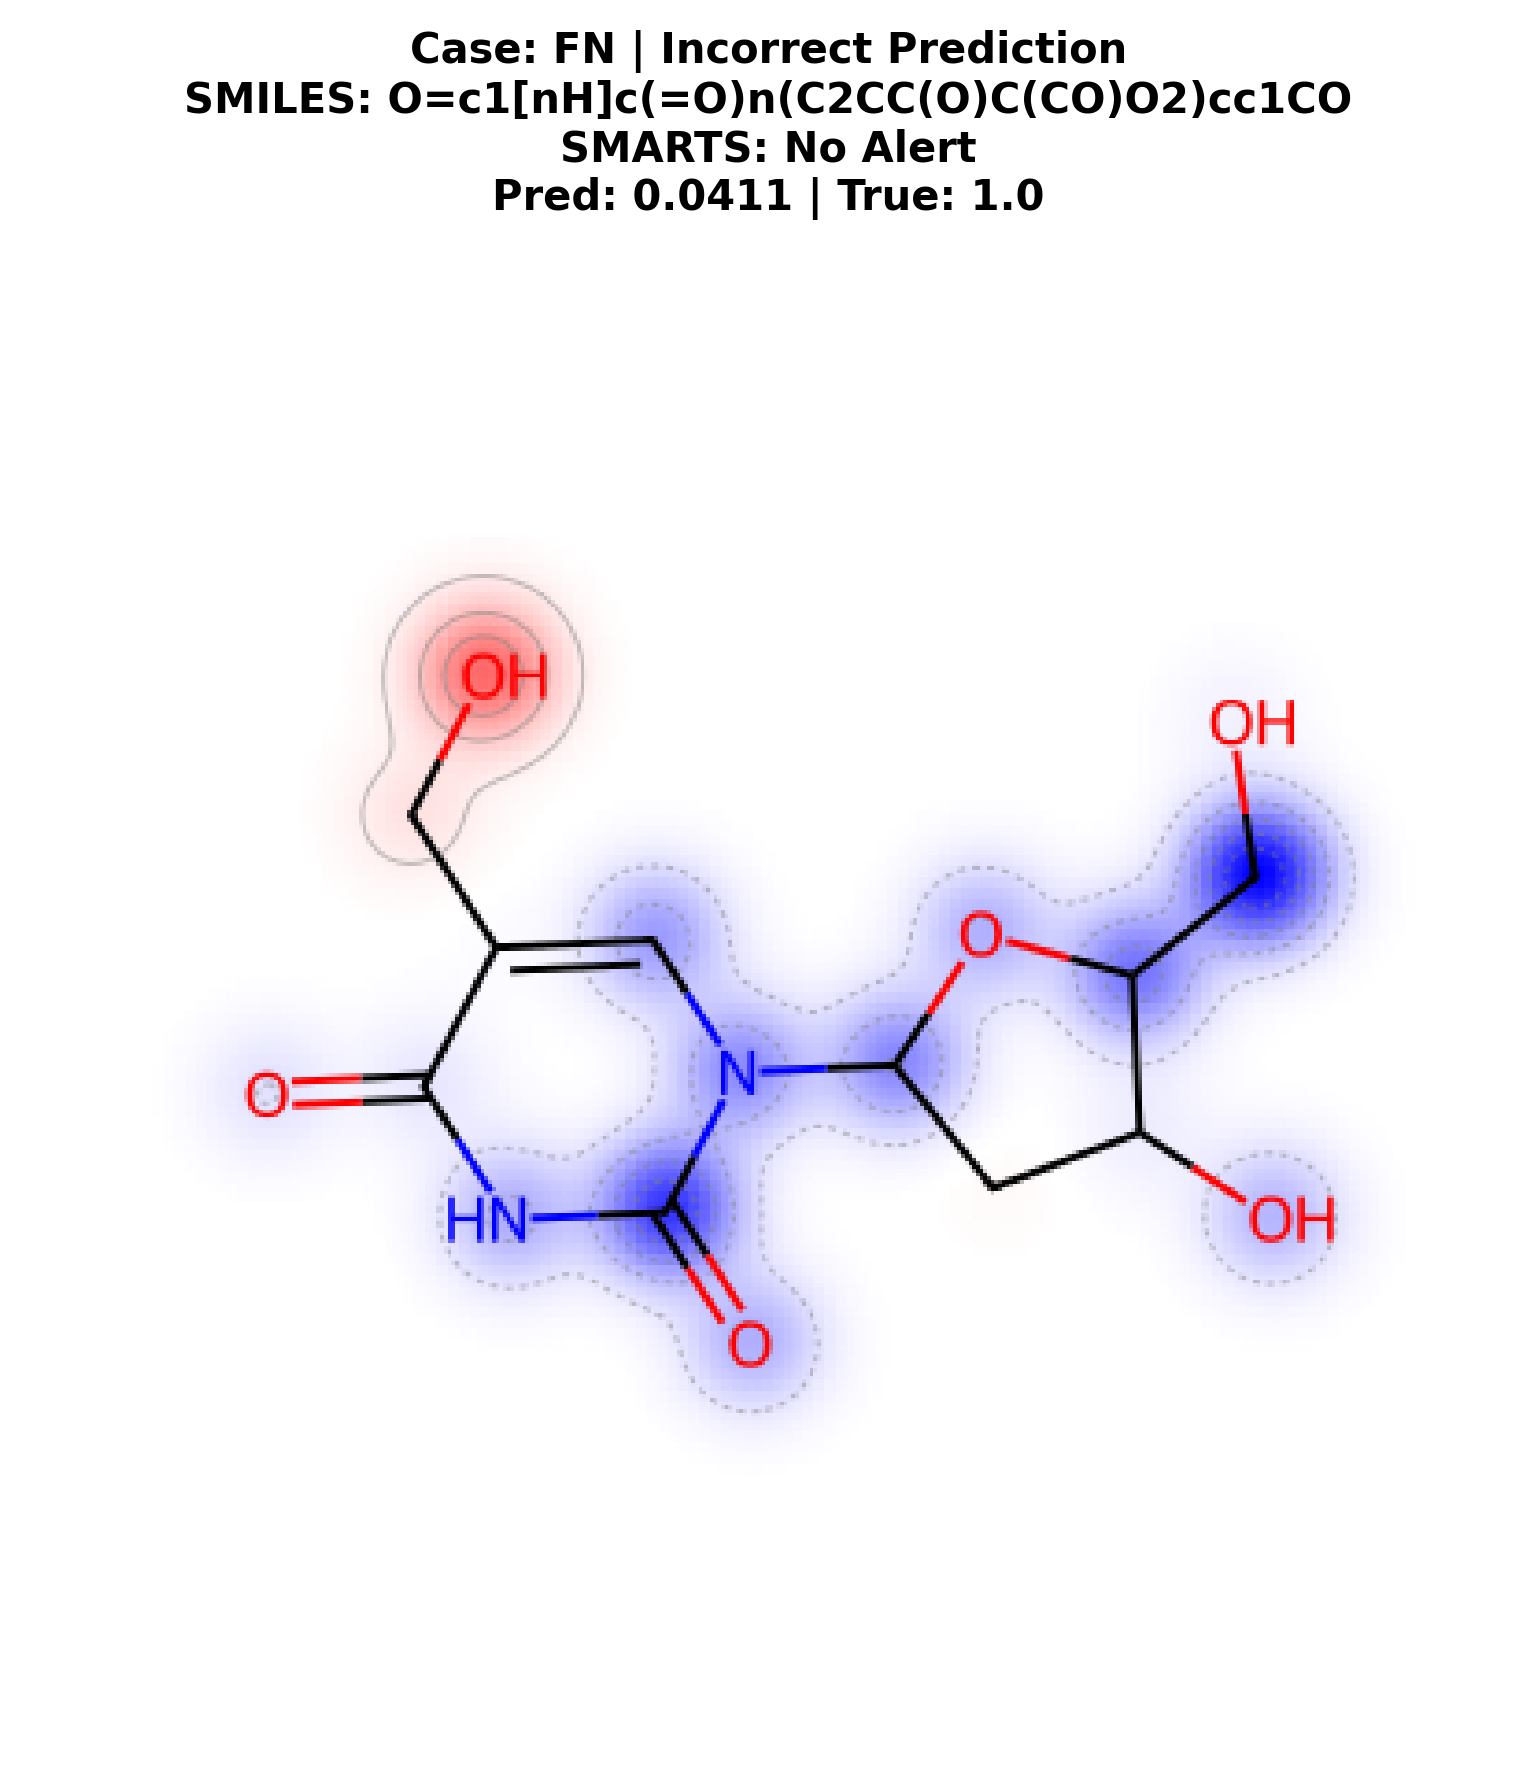 Case: FN | Incorrect Prediction
SMILES: O=c1[nH]c(=O)n(C2CC(O)C(CO)O2)cc1CO
SMARTS: No Alert
Pred: 0.0411 | True: 1.0
OH
OH
O
N
O
HN
OH
O